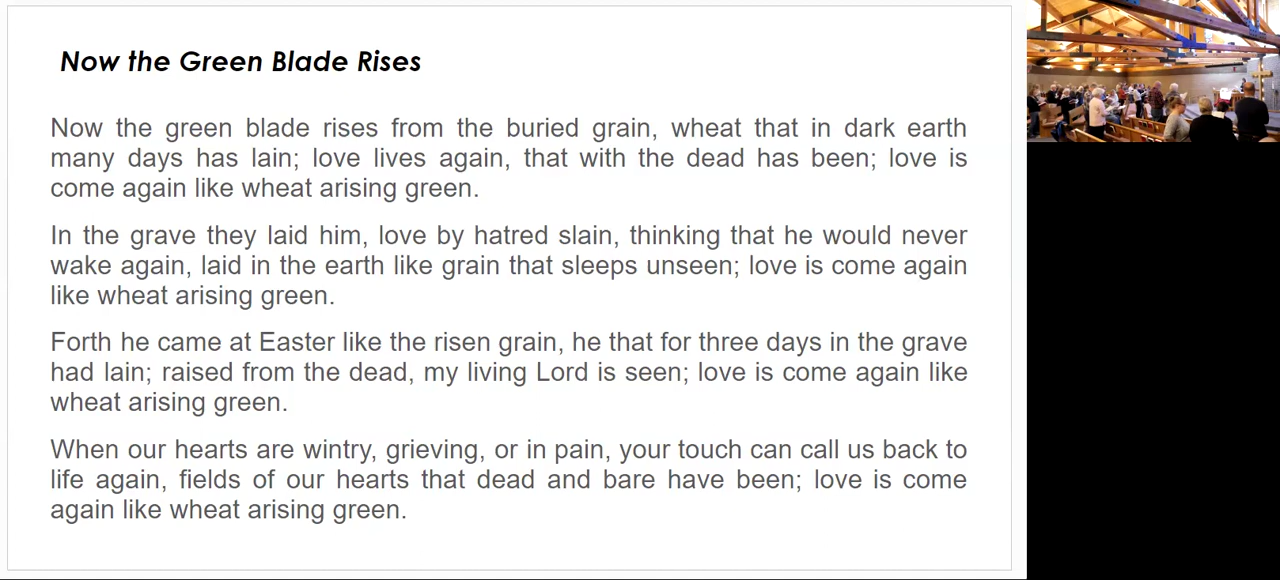 Now the Green Blade Rises
Now the green blade rises from the buried grain, wheat that in dark earth
many days has lain; love lives again, that with the dead has been; love is
come again like wheat arising green.
In the grave they laid him, love by hatred slain, thinking that he would never
wake again, laid in the earth like grain that sleeps unseen; love is come again
like wheat arising green.
Forth he came at Easter like the risen grain, he that for three days in the grave
had lain; raised from the dead, my living Lord is seen; love is come again like
wheat arising green.
When our hearts are wintry, grieving, or in pain, your touch can call us back to
life again, fields of our hearts that dead and bare have been; love is come
again like wheat arising green.